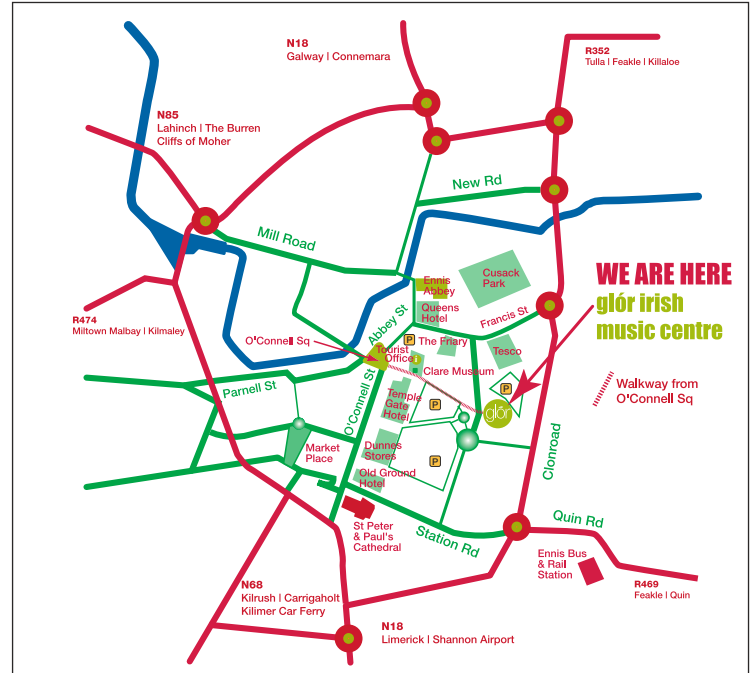 N18
Galway | Connemara
R352
Tulla | Feakle | Killaloe
N85
Lahinch | The Burren
Cliffs of Moher
New Rd
Mill Road
Ennis
Abbey
Cusack
Park
WE ARE HERE
glór irish
music centre
Queens
Hotel
Francis St
R474
Miltown Malbay | Kilmaley
Abbey St
O'Connell Sq
P
The Friary
Tourist
Office
i
Tesco
Clare Museum
Parnell St
O'Connell St
Temple
Gate
Hotel
P
P
glór
Walkway from
O'Connell Sq
Market
Place
Dunnes
Stores
P
Clonroad
Old Ground
Hotel
St Peter
& Paul's
Cathedral
Station Rd
Quin Rd
Ennis Bus
& Rail
Station
R469
Feakle | Quin
N68
Kilrush | Carrigaholt
Kilimer Car Ferry
N18
Limerick | Shannon Airport